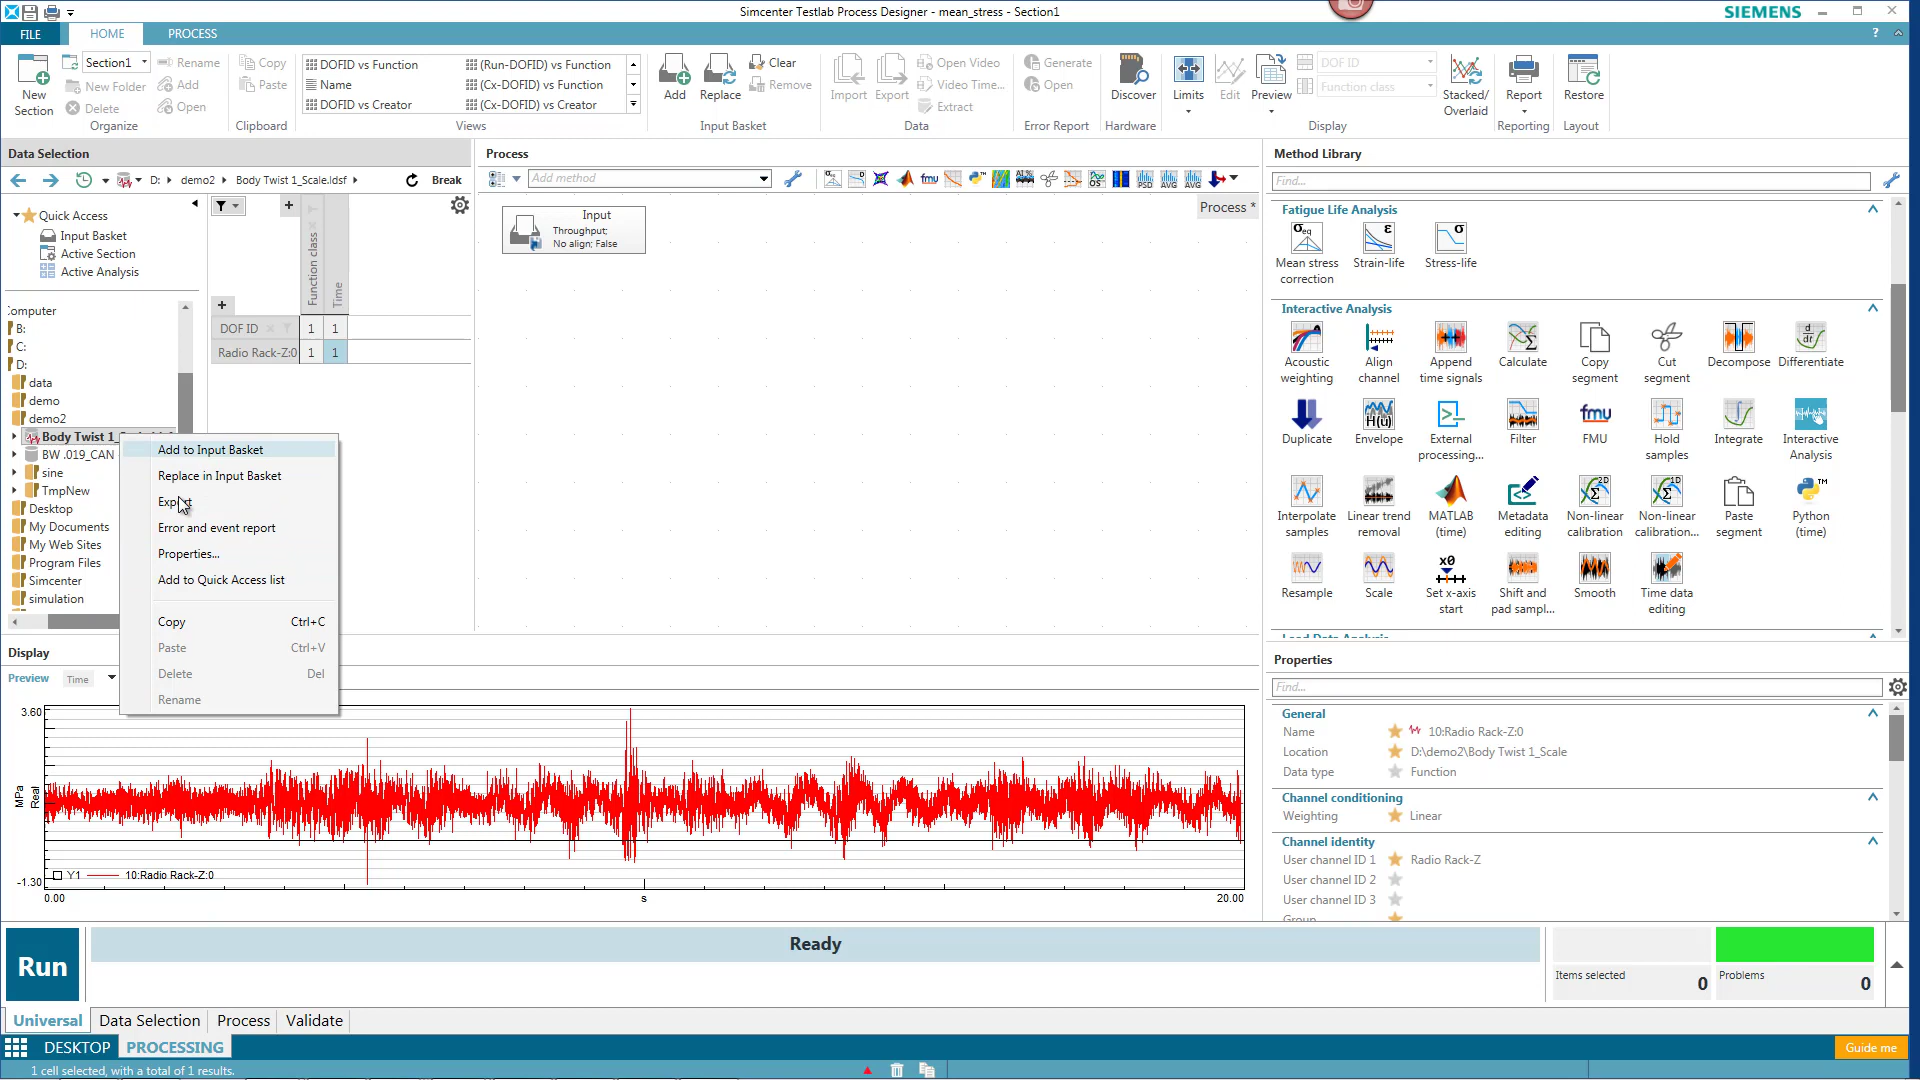 Simcenter Testlab Process Designer - mean_stress - Section1
SIEMENS
FILE
HOME
PROCESS
?
New Section
Section1
New Folder
Delete
Rename
Add
Open
Organize
Copy
Paste
Clipboard
DOFID vs Function
Name
DOFID vs Creator
(Run-DOFID) vs Function
(Cx-DOFID) vs Function
(Cx-DOFID) vs Creator
Views
Add
Replace
Clear
Remove
Input Basket
Import
Export
Open Video
Video Time...
Extract
Data
Generate
Open
Error Report
Discover
Hardware
Limits
Edit
Preview
DOF ID
Function class
Stacked/
Overlaid
Display
Report
Reporting
Restore
Layout
Data Selection
D:
demo2
Body Twist 1_Scale.ldsf
Break
Quick Access
Input Basket
Active Section
Active Analysis
Computer
B:
C:
D:
data
demo
demo2
Body Twist 1_
BW .019_CAN
sine
TmpNew
Desktop
My Documents
My Web Sites
Program Files
Simcenter
simulation
Function class
Time
DOF ID
1
1
Radio Rack-Z:0
1
1
Add to Input Basket
Replace in Input Basket
Export
Error and event report
Properties...
Add to Quick Access list
Copy Ctrl+C
Paste Ctrl+V
Delete Del
Rename
Process
Add method
fmu
PSD
AVG
AVG
Process *
Input
Throughput;
No align; False
Method Library
Find...
Fatigue Life Analysis
Mean stress correction
Strain-life
Stress-life
Interactive Analysis
Acoustic weighting
Align channel
Append time signals
Calculate
Copy segment
Cut segment
Decompose
Differentiate
Duplicate
Envelope
External processing...
Filter
FMU
Hold samples
Integrate
Interactive Analysis
Interpolate samples
Linear trend removal
MATLAB (time)
Metadata editing
Non-linear calibration
Non-linear calibration...
Paste segment
Python (time)
Resample
Scale
Set x-axis start
Shift and pad sampl...
Smooth
Time data editing
Load Data Analysis
Display
Preview
Time
3.60
MPa
Real
-1.30
Y1
10:Radio Rack-Z:0
0.00
s
20.00
Properties
Find...
General
Name 10:Radio Rack-Z:0
Location D:\demo2\Body Twist 1_Scale
Data type Function
Channel conditioning
Weighting Linear
Channel identity
User channel ID 1 Radio Rack-Z
User channel ID 2
User channel ID 3
Group
Run
Ready
Items selected 0
Problems 0
Universal
Data Selection
Process
Validate
DESKTOP
PROCESSING
Guide me
1 cell selected, with a total of 1 results.